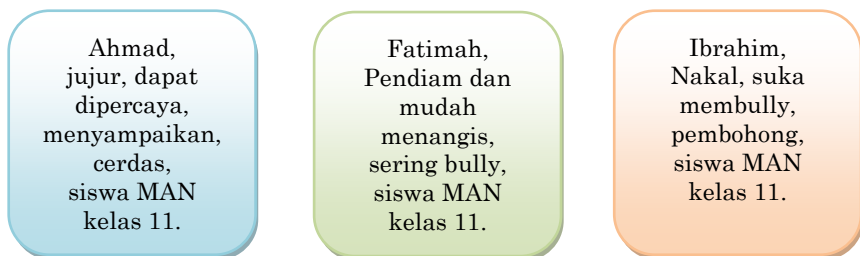 Ahmad,
jujur, dapat
dipercaya,
menyampaikan,
cerdas,
siswa MAN
kelas 11.
Fatimah,
Pendiam dan
mudah
menangis,
sering bully,
siswa MAN
kelas 11.
Ibrahim,
Nakal, suka
membully,
pembohong,
siswa MAN
kelas 11.